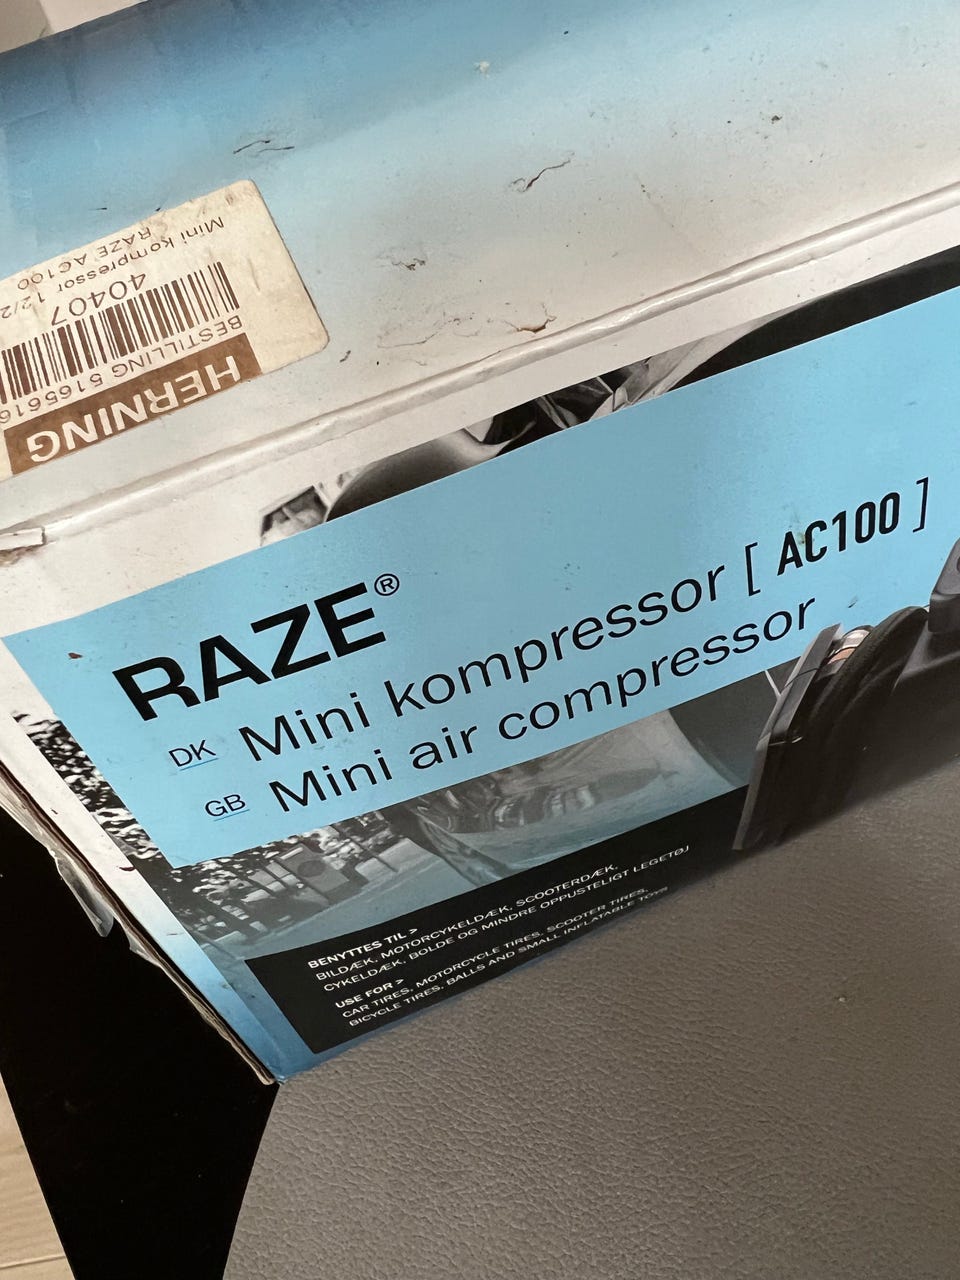 HERNING
BESTILLING 5165616
40407
RAZE AC100
Mini kompressor 12/2
RAZE®
DK Mini kompressor [ AC100 ]
GB Mini air compressor
BENYTTES TIL >
BILDÆK, MOTORCYKELDÆK, SCOOTERDÆK,
CYKELDÆK, BOLDE OG MINDRE OPPUSTELIGT LEGETØJ
USE FOR >
CAR TIRES, MOTORCYCLE TIRES, SCOOTER TIRES,
BICYCLE TIRES, BALLS AND SMALL INFLATABLE TOYS